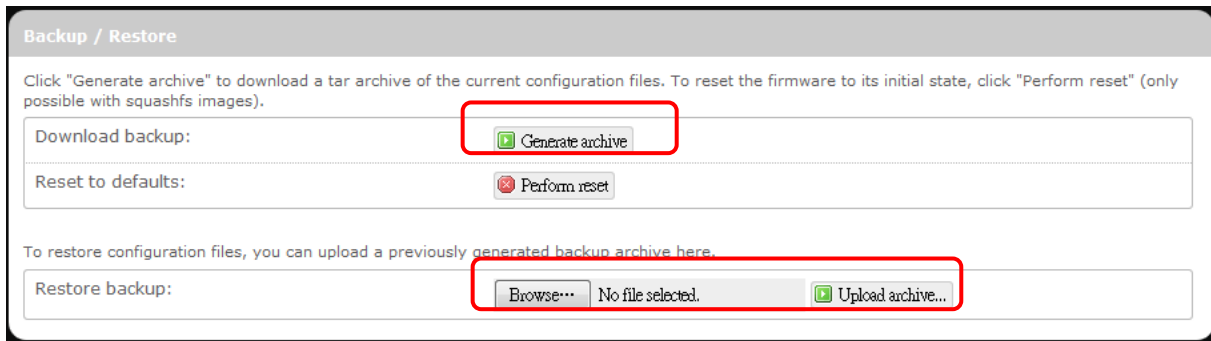 Backup / Restore
Click "Generate archive" to download a tar archive of the current configuration files. To reset the firmware to its initial state, click "Perform reset" (only
possible with squashfs images).
Download backup:
Generate archive
Reset to defaults:
Perform reset
To restore configuration files, you can upload a previously generated backup archive here.
Restore backup:
Browse··· No file selected. Upload archive...